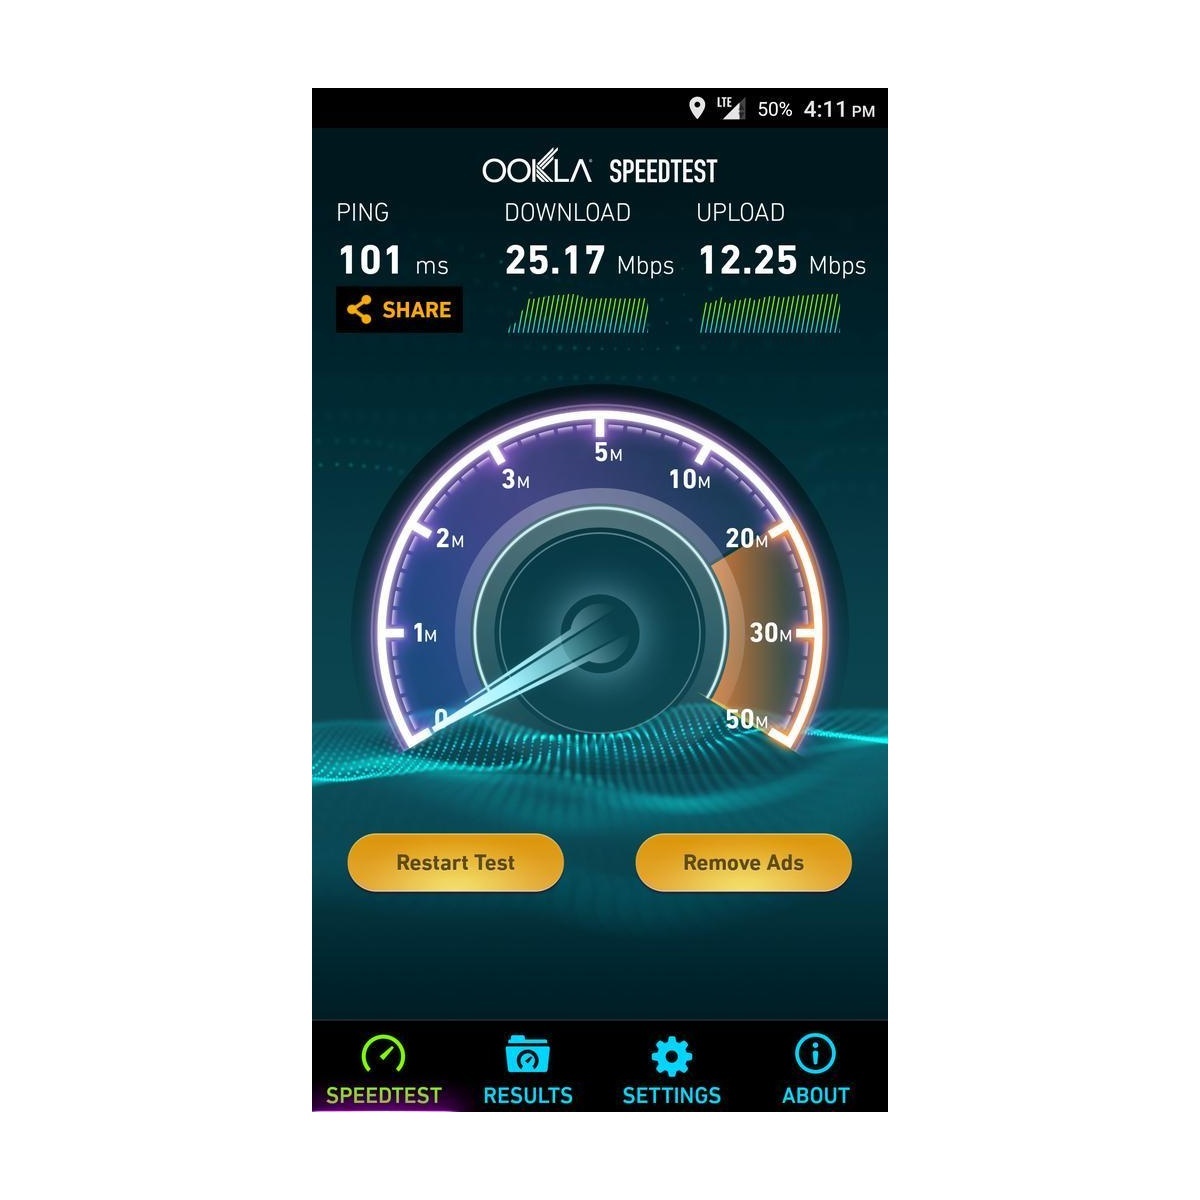 LTE 50% 4:11 PM
OOKLA SPEEDTEST
PING DOWNLOAD UPLOAD
101 ms 25.17 Mbps 12.25 Mbps
SHARE
5M
3M 10M
2M 20M
1M 30M
0 50M
Restart Test Remove Ads
SPEEDTEST RESULTS SETTINGS ABOUT